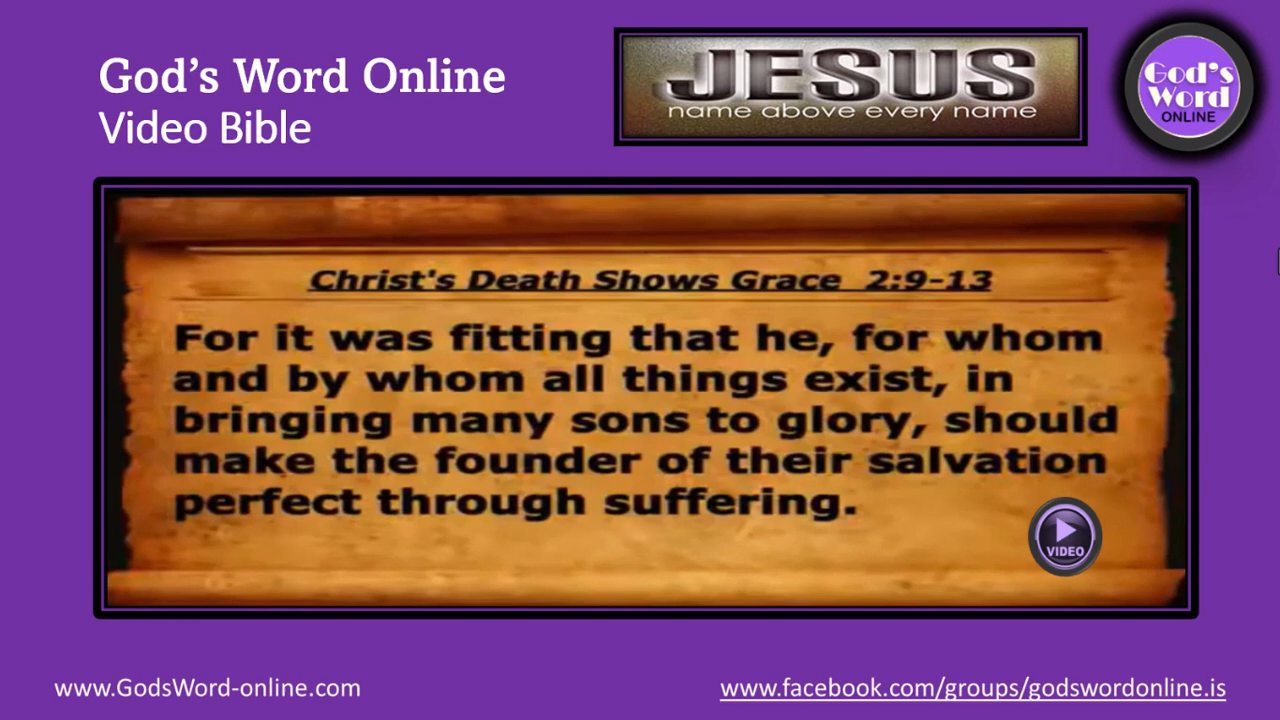 God's Word Online
Video Bible
JESUS
name above every name
God's
Word
ONLINE
Christ's Death Shows Grace 2:9-13
For it was fitting that he, for whom
and by whom all things exist, in
bringing many sons to glory, should
make the founder of their salvation
perfect through suffering.
VIDEO
www.GodsWord-online.com
www.facebook.com/groups/godswordonline.is